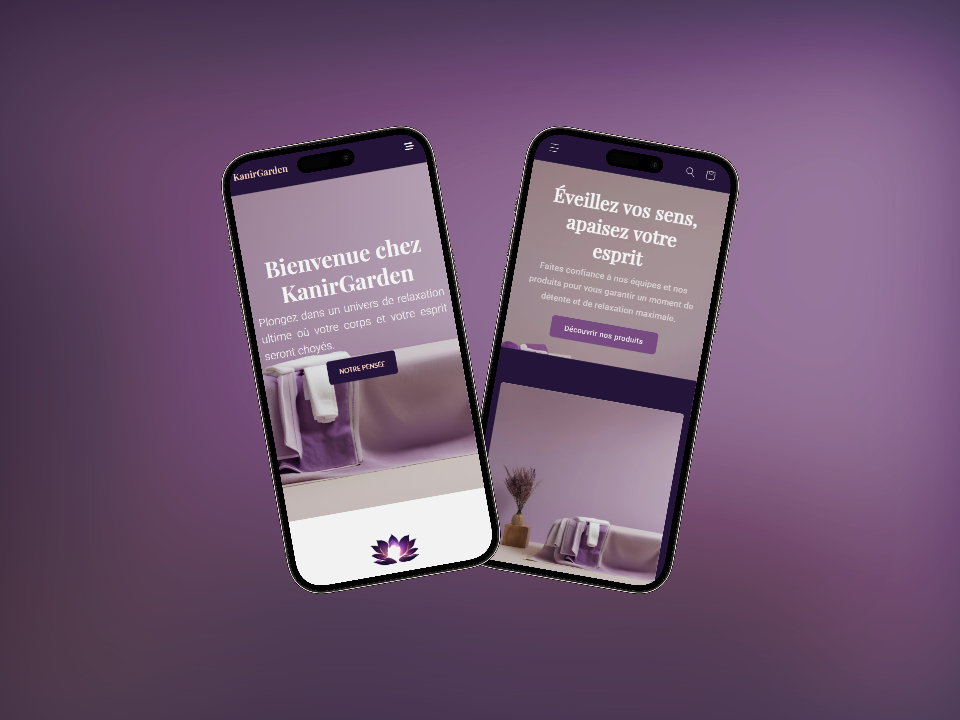 KanirGarden
Bienvenue chez
KanirGarden
Plongez dans un univers de relaxation
ultime où votre corps et votre esprit
seront choyés.
NOTRE PENSÉE
Éveillez vos sens,
apaisez votre
esprit
Faites confiance à nos équipes et nos
produits pour vous garantir un moment de
détente et de relaxation maximale.
Découvrir nos produits